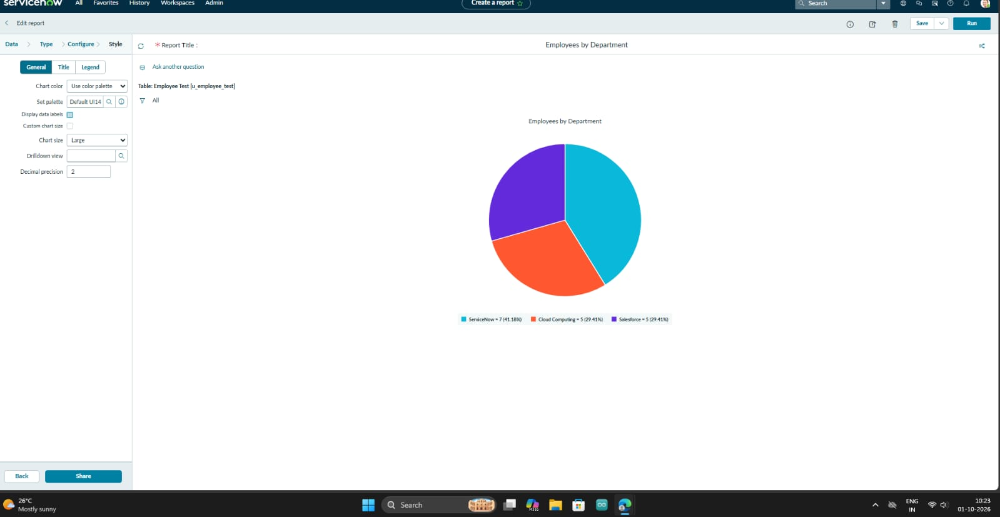 servicenow All Favorites History Workspaces Admin Create a report Search
Edit report Save Run
Data Type Configure Style Report Title : Employees by Department
General Title Legend
Ask another question
Chart color Use color palette
Table: Employee Test [u_employee_test]
Set palette Default UI14
All
Display data labels
Custom chart size
Employees by Department
Chart size Large
Drilldown view
Decimal precision 2
ServiceNow = 7 (41.18%) Cloud Computing = 5 (29.41%) Salesforce = 5 (29.41%)
Back Share
26°C
Mostly sunny
Search
M365
ENG
IN
10:23
01-10-2026